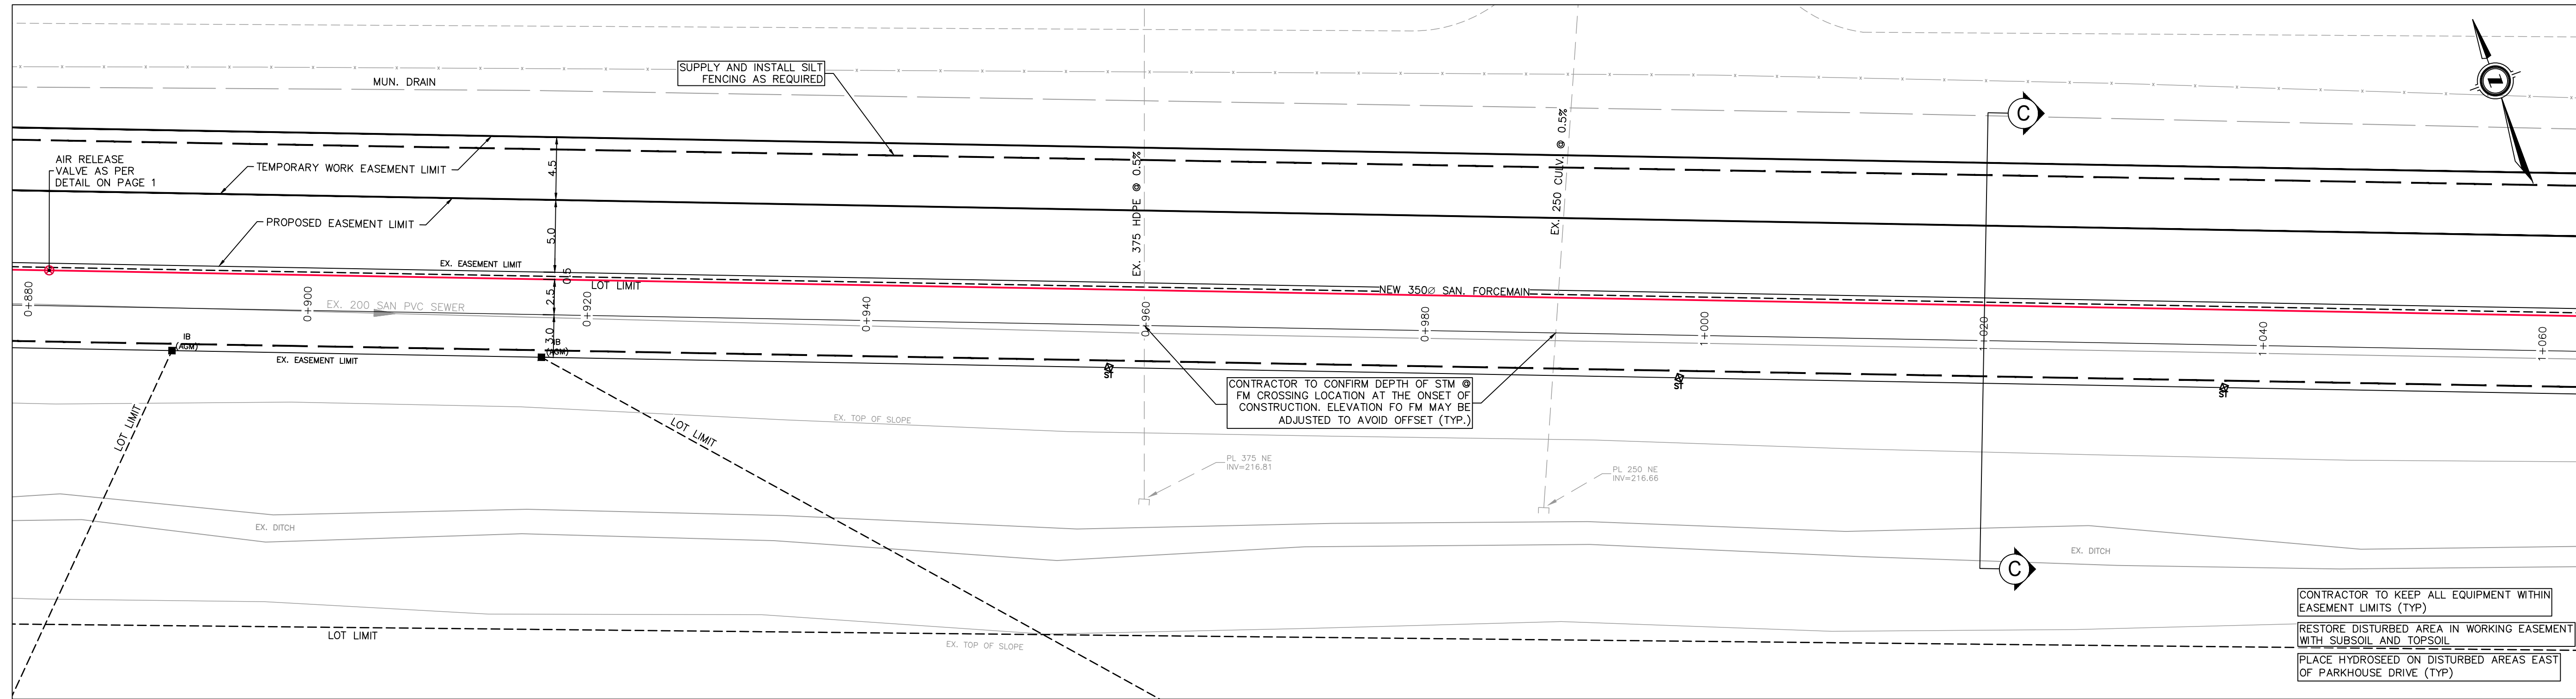 SUPPLY AND INSTALL SILT
FENCING AS REQUIRED
MUN. DRAIN
C
AIR RELEASE
VALVE AS PER
DETAIL ON PAGE 1
TEMPORARY WORK EASEMENT LIMIT
PROPOSED EASEMENT LIMIT
4.5
5.0
0.5
2.5
3.0
EX. 375 HDPE @ 0.5%
EX. 250 CULV. @ 0.5%
EX. EASEMENT LIMIT
LOT LIMIT
NEW 350∅ SAN. FORCEMAIN
EX. 200 SAN PVC SEWER
0+880
0+900
0+920
0+940
0+960
0+980
1+000
1+020
1+040
1+060
IB
(AGM)
IB
(AGM)
EX. EASEMENT LIMIT
ST
ST
ST
CONTRACTOR TO CONFIRM DEPTH OF STM @
FM CROSSING LOCATION AT THE ONSET OF
CONSTRUCTION. ELEVATION FO FM MAY BE
ADJUSTED TO AVOID OFFSET (TYP.)
LOT LIMIT
LOT LIMIT
EX. TOP OF SLOPE
PL 375 NE
INV=216.81
PL 250 NE
INV=216.66
EX. DITCH
EX. DITCH
C
LOT LIMIT
EX. TOP OF SLOPE
CONTRACTOR TO KEEP ALL EQUIPMENT WITHIN
EASEMENT LIMITS (TYP)
RESTORE DISTURBED AREA IN WORKING EASEMENT
WITH SUBSOIL AND TOPSOIL
PLACE HYDROSEED ON DISTURBED AREAS EAST
OF PARKHOUSE DRIVE (TYP)